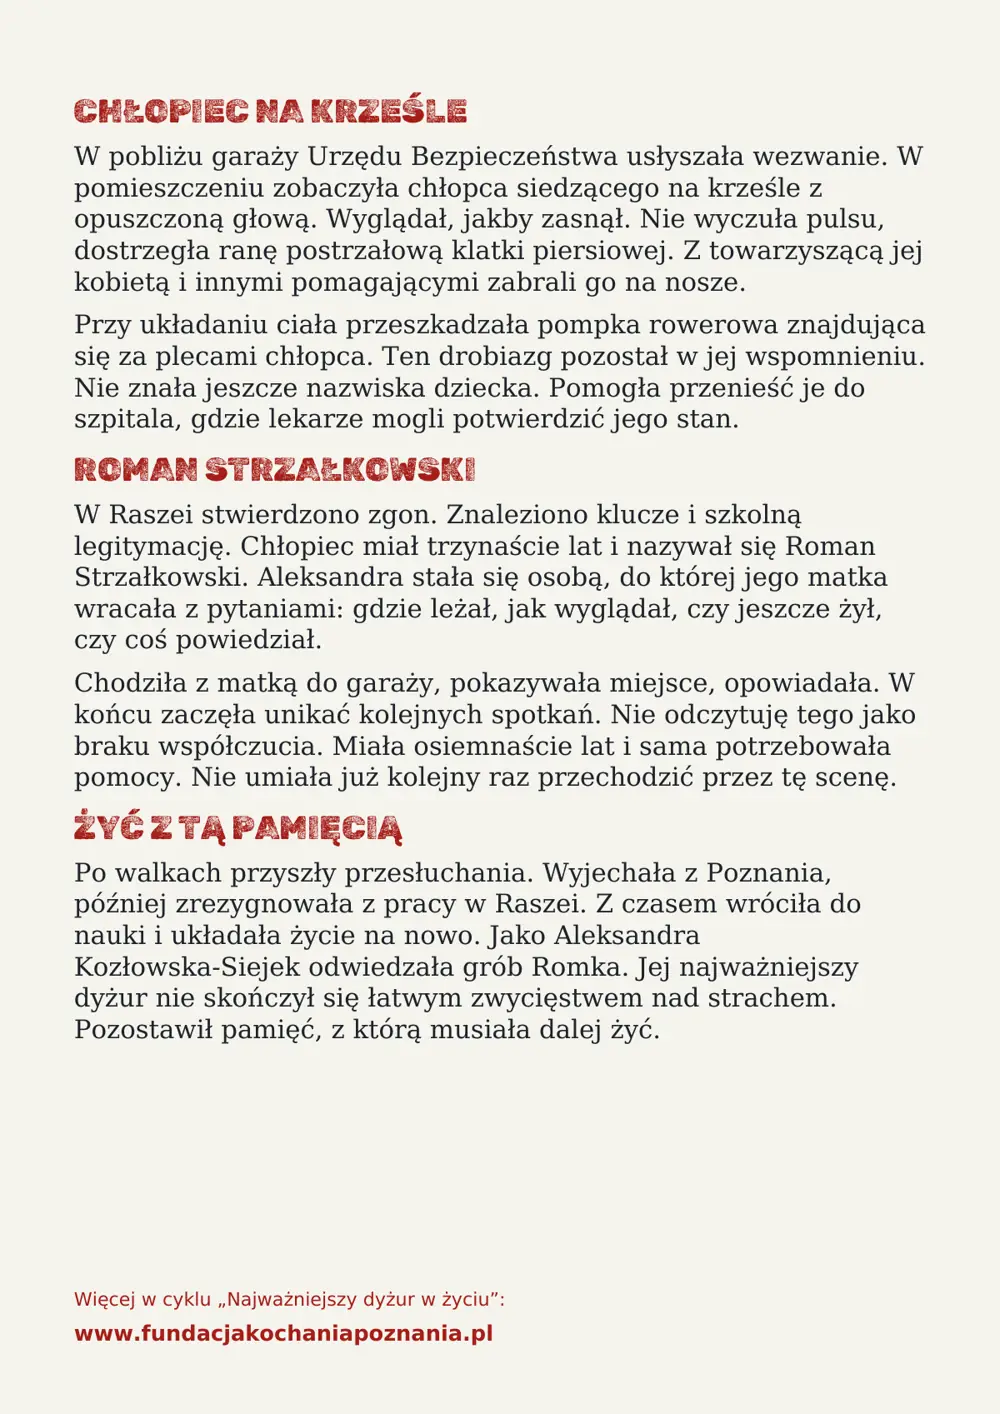 CHŁOPIEC NA KRZEŚLE
W pobliżu garaży Urzędu Bezpieczeństwa usłyszała wezwanie. W
pomieszczeniu zobaczyła chłopca siedzącego na krześle z
opuszczoną głową. Wyglądał, jakby zasnął. Nie wyczuła pulsu,
dostrzegła ranę postrzałową klatki piersiowej. Z towarzyszącą jej
kobietą i innymi pomagającymi zabrali go na nosze.
Przy układaniu ciała przeszkadzała pompka rowerowa znajdująca
się za plecami chłopca. Ten drobiazg pozostał w jej wspomnieniu.
Nie znała jeszcze nazwiska dziecka. Pomogła przenieść je do
szpitala, gdzie lekarze mogli potwierdzić jego stan.
ROMAN STRZAŁKOWSKI
W Raszei stwierdzono zgon. Znaleziono klucze i szkolną
legitymację. Chłopiec miał trzynaście lat i nazywał się Roman
Strzałkowski. Aleksandra stała się osobą, do której jego matka
wracała z pytaniami: gdzie leżał, jak wyglądał, czy jeszcze żył,
czy coś powiedział.
Chodziła z matką do garaży, pokazywała miejsce, opowiadała. W
końcu zaczęła unikać kolejnych spotkań. Nie odczytuję tego jako
braku współczucia. Miała osiemnaście lat i sama potrzebowała
pomocy. Nie umiała już kolejny raz przechodzić przez tę scenę.
ŻYĆ Z TĄ PAMIĘCIĄ
Po walkach przyszły przesłuchania. Wyjechała z Poznania,
później zrezygnowała z pracy w Raszei. Z czasem wróciła do
nauki i układała życie na nowo. Jako Aleksandra
Kozłowska-Siejek odwiedzała grób Romka. Jej najważniejszy
dyżur nie skończył się łatwym zwycięstwem nad strachem.
Pozostawił pamięć, z którą musiała dalej żyć.
Więcej w cyklu „Najważniejszy dyżur w życiu”:
www.fundacjakochaniapoznania.pl